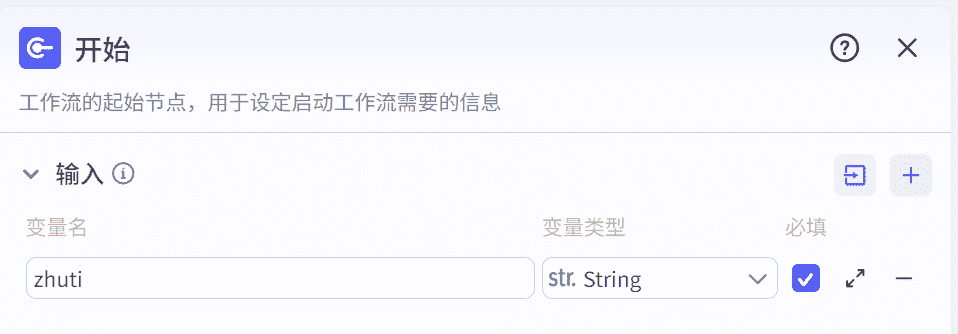 开始
工作流的起始节点，用于设定启动工作流需要的信息
输入
变量名 变量类型 必填
zhuti str. String